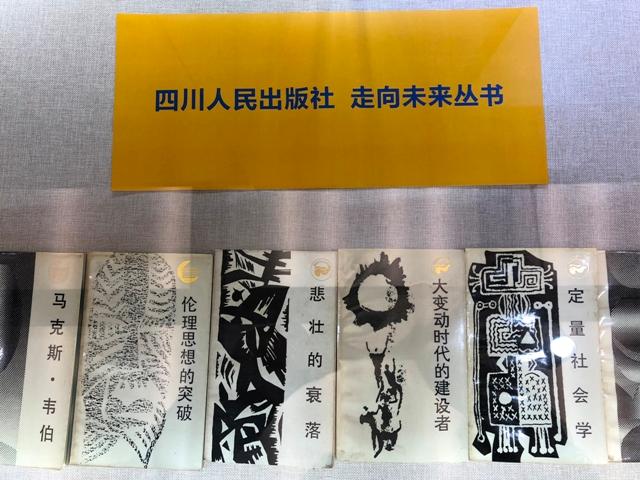 四川人民出版社 走向未来丛书
马克斯·韦伯
伦理思想的突破
悲壮的衰落
大变动时代的建设者
定量社会学